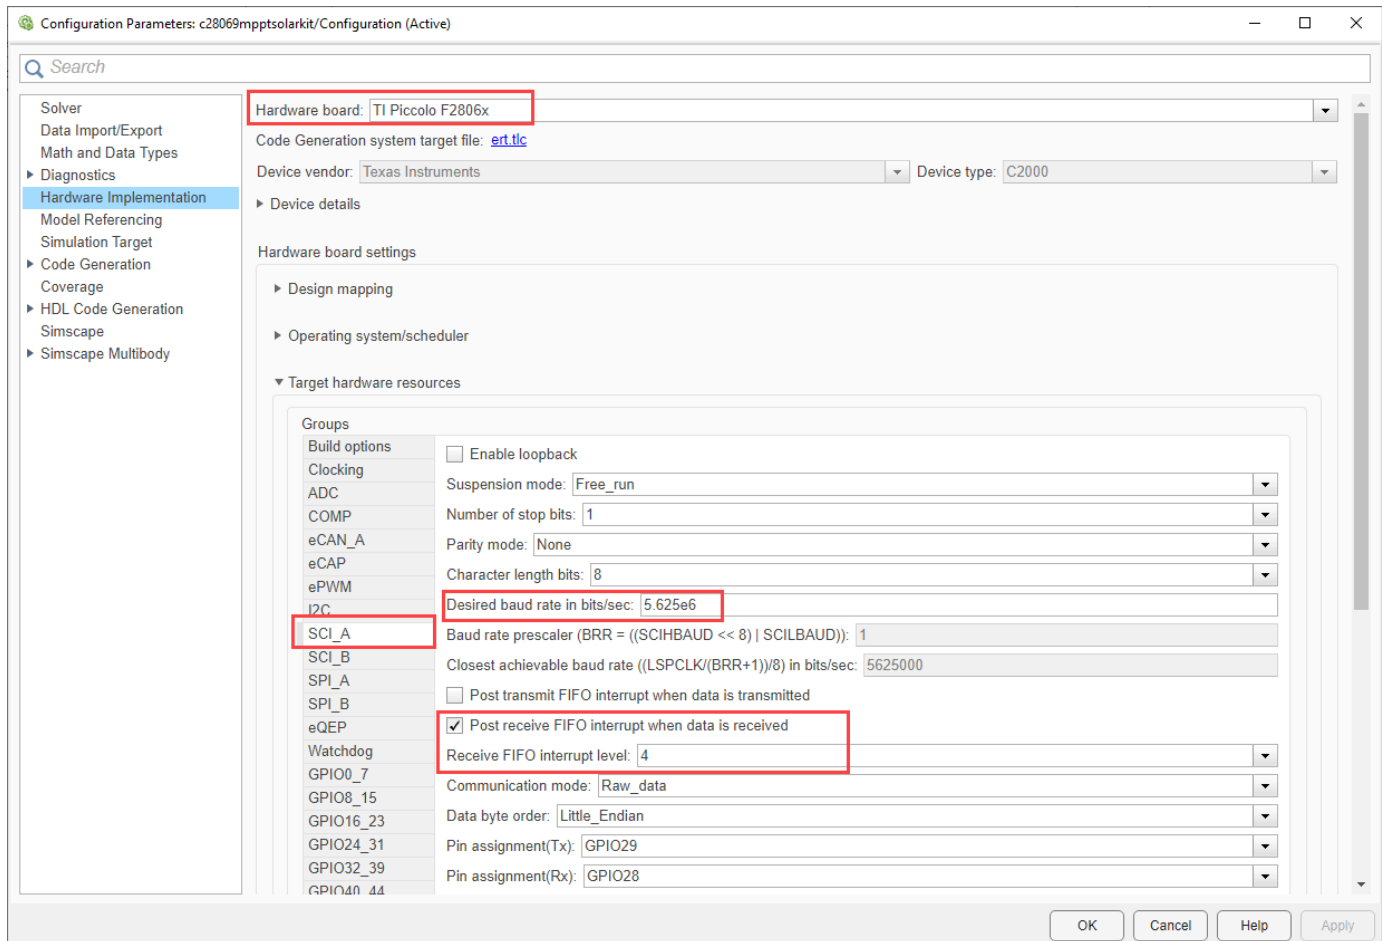 Configuration Parameters: c28069mpptsolarkit/Configuration (Active)
Search
Solver
Data Import/Export
Math and Data Types
Diagnostics
Hardware Implementation
Model Referencing
Simulation Target
Code Generation
Coverage
HDL Code Generation
Simscape
Simscape Multibody
Hardware board: TI Piccolo F2806x
Code Generation system target file: ert.tlc
Device vendor: Texas Instruments Device type: C2000
Device details
Hardware board settings
Design mapping
Operating system/scheduler
Target hardware resources
Groups
Build options
Clocking
ADC
COMP
eCAN_A
eCAP
ePWM
I2C
SCI_A
SCI_B
SPI_A
SPI_B
eQEP
Watchdog
GPIO0_7
GPIO8_15
GPIO16_23
GPIO24_31
GPIO32_39
GPIO40_44
Enable loopback
Suspension mode: Free_run
Number of stop bits: 1
Parity mode: None
Character length bits: 8
Desired baud rate in bits/sec: 5.625e6
Baud rate prescaler (BRR = ((SCIHBAUD << 8) | SCILBAUD)): 1
Closest achievable baud rate ((LSPCLK/(BRR+1))/8) in bits/sec: 5625000
Post transmit FIFO interrupt when data is transmitted
Post receive FIFO interrupt when data is received
Receive FIFO interrupt level: 4
Communication mode: Raw_data
Data byte order: Little_Endian
Pin assignment(Tx): GPIO29
Pin assignment(Rx): GPIO28
OK Cancel Help Apply